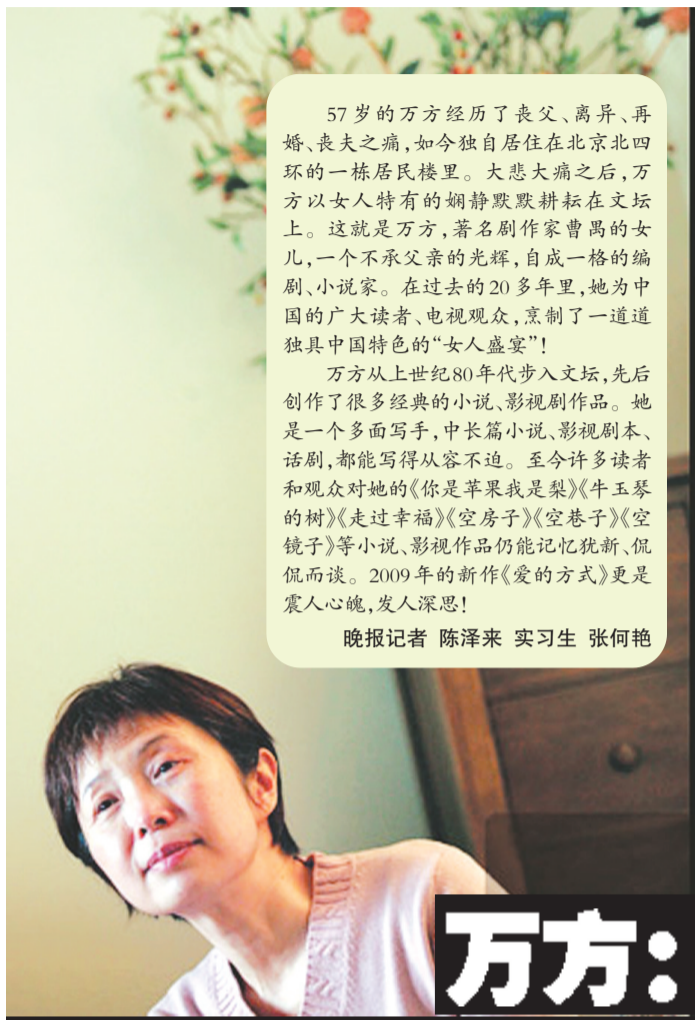 57岁的万方经历了丧父、离异、再
婚、丧夫之痛,如今独自居住在北京北四
环的一栋居民楼里。大悲大痛之后,万
方以女人特有的娴静默默耕耘在文坛
上。这就是万方,著名剧作家曹禺的女
儿,一个不承父亲的光辉,自成一格的编
剧、小说家。在过去的20多年里,她为中
国的广大读者、电视观众,烹制了一道道
独具中国特色的“女人盛宴”!
万方从上世纪80年代步入文坛,先后
创作了很多经典的小说、影视剧作品。她
是一个多面写手,中长篇小说、影视剧本、
话剧,都能写得从容不迫。至今许多读者
和观众对她的《你是苹果我是梨》《牛玉琴
的树》《走过幸福》《空房子》《空巷子》《空
镜子》等小说、影视作品仍能记忆犹新、侃
侃而谈。2009年的新作《爱的方式》更是
震人心魄,发人深思!
晚报记者 陈泽来 实习生 张何艳
万方: